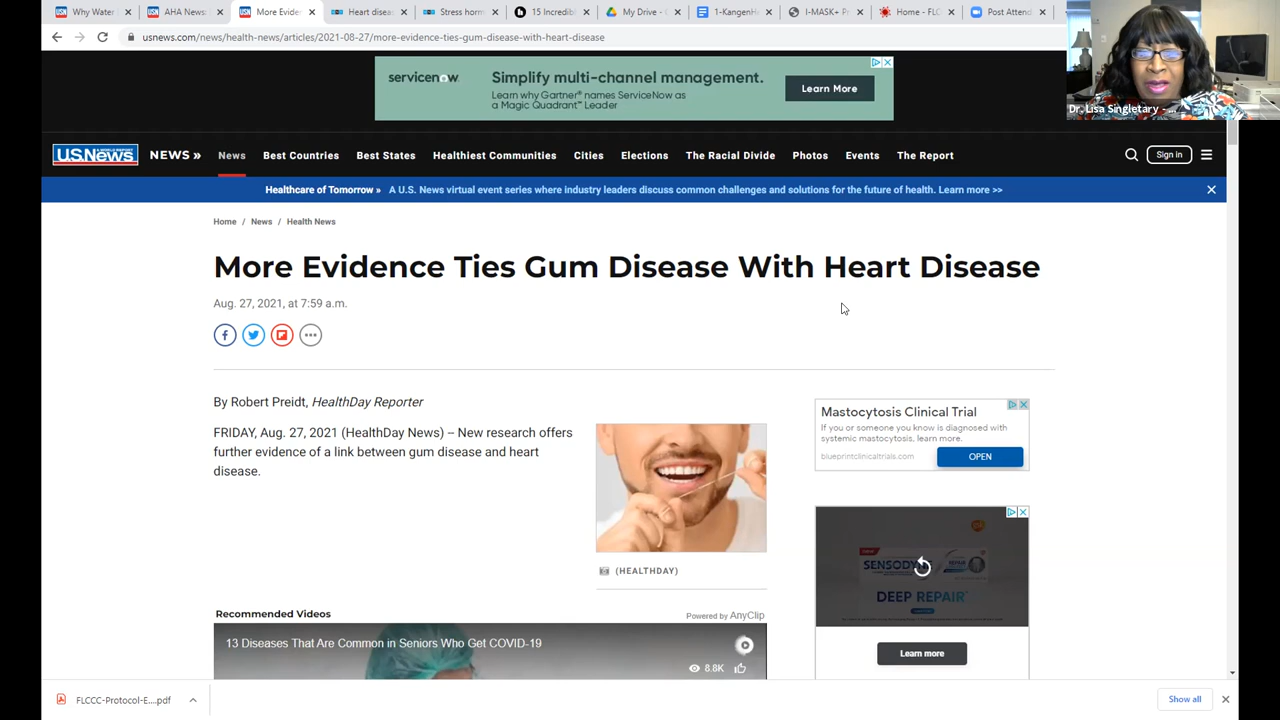 Why Water
AHA News:
More Eviden
Heart diseas
Stress horm
15 Incredibl
My Drive - G
1-KangenHo
I-MASK+ Pr
Home - FLC
Post Attend
usnews.com/news/health-news/articles/2021-08-27/more-evidence-ties-gum-disease-with-heart-disease
Dr. Lisa Singletary - ...
servicenow
Simplify multi-channel management.
Learn why Gartner® names ServiceNow as
a Magic Quadrant™ Leader
Learn More
U.S.News
NEWS »
News
Best Countries
Best States
Healthiest Communities
Cities
Elections
The Racial Divide
Photos
Events
The Report
Sign in
Healthcare of Tomorrow » A U.S. News virtual event series where industry leaders discuss common challenges and solutions for the future of health. Learn more >>
Home / News / Health News
More Evidence Ties Gum Disease With Heart Disease
Aug. 27, 2021, at 7:59 a.m.
By Robert Preidt, HealthDay Reporter
FRIDAY, Aug. 27, 2021 (HealthDay News) -- New research offers
further evidence of a link between gum disease and heart
disease.
(HEALTHDAY)
Mastocytosis Clinical Trial
If you or someone you know is diagnosed with
systemic mastocytosis, learn more.
blueprintclinicaltrials.com
OPEN
SENSODYNE
REPAIR
DEEP REPAIR
Learn more
Recommended Videos
Powered by AnyClip
13 Diseases That Are Common in Seniors Who Get COVID-19
8.8K
FLCCC-Protocol-E....pdf
Show all